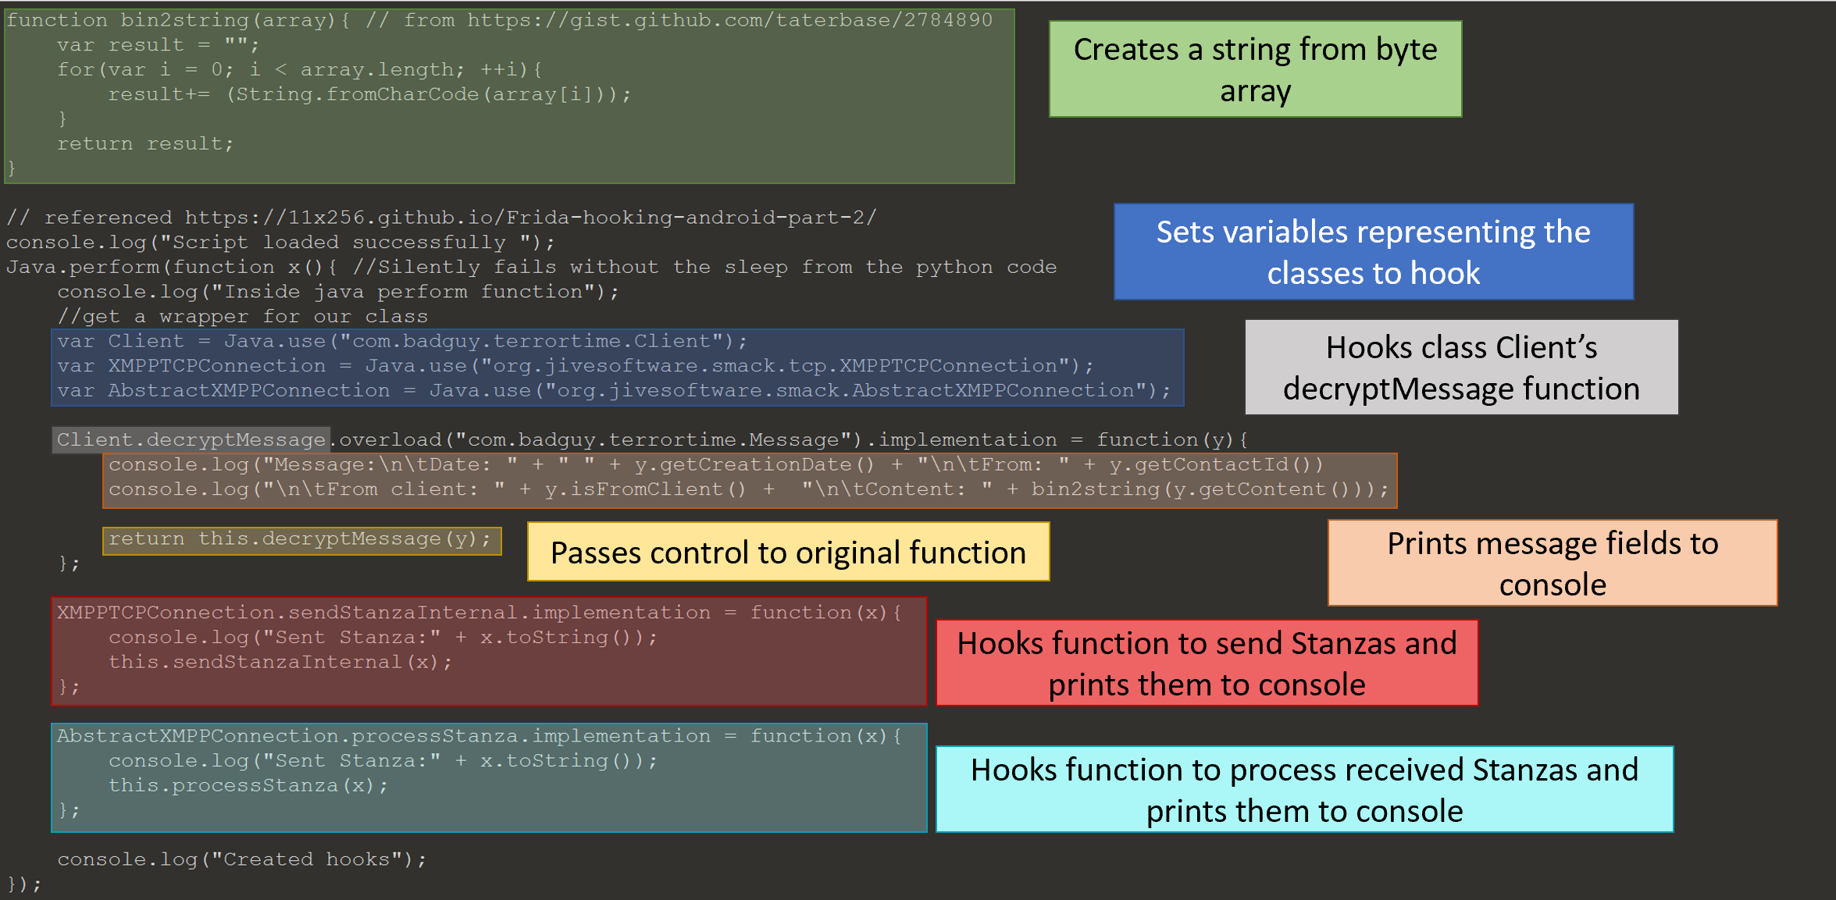 function bin2string(array){ // from https://gist.github.com/taterbase/2784890
    var result = "";
    for(var i = 0; i < array.length; ++i){
        result+= (String.fromCharCode(array[i]));
    }
    return result;
}
Creates a string from byte
array
// referenced https://11x256.github.io/Frida-hooking-android-part-2/
console.log("Script loaded successfully ");
Java.perform(function x(){ //Silently fails without the sleep from the python code
    console.log("Inside java perform function");
    //get a wrapper for our class
    var Client = Java.use("com.badguy.terrortime.Client");
    var XMPPTCPConnection = Java.use("org.jivesoftware.smack.tcp.XMPPTCPConnection");
    var AbstractXMPPConnection = Java.use("org.jivesoftware.smack.AbstractXMPPConnection");
Sets variables representing the
classes to hook
Hooks class Client’s
decryptMessage function
    Client.decryptMessage.overload("com.badguy.terrortime.Message").implementation = function(y){
        console.log("Message:\n\tDate: " + " " + y.getCreationDate() + "\n\tFrom: " + y.getContactId())
        console.log("\n\tFrom client: " + y.isFromClient() +  "\n\tContent: " + bin2string(y.getContent()));
        return this.decryptMessage(y);
    };
Passes control to original function
Prints message fields to
console
    XMPPTCPConnection.sendStanzaInternal.implementation = function(x){
        console.log("Sent Stanza:" + x.toString());
        this.sendStanzaInternal(x);
    };
Hooks function to send Stanzas and
prints them to console
    AbstractXMPPConnection.processStanza.implementation = function(x){
        console.log("Sent Stanza:" + x.toString());
        this.processStanza(x);
    };
Hooks function to process received Stanzas and
prints them to console
    console.log("Created hooks");
});